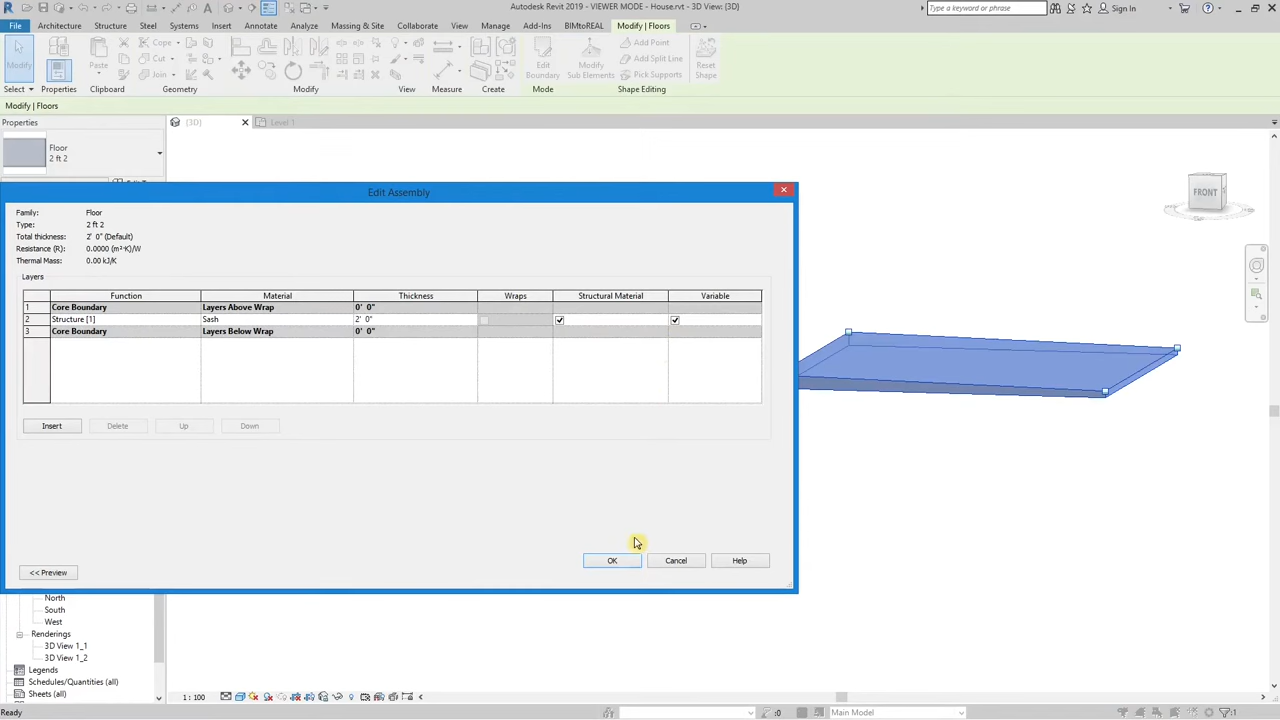 Autodesk Revit 2019 - VIEWER MODE - House.rvt - 3D View: {3D}
Type a keyword or phrase
Sign In
File Architecture Structure Steel Systems Insert Annotate Analyze Massing & Site Collaborate View Manage Add-Ins BIMtoREAL Modify | Floors
Modify Paste Cope Cut Join Edit Boundary Modify Sub Elements Add Point Add Split Line Pick Supports Reset Shape
Select Properties Clipboard Geometry Modify View Measure Create Mode Shape Editing
Modify | Floors
Properties
{3D}
Level 1
Floor
2 ft 2
FRONT
Edit Assembly
Family: Floor
Type: 2 ft 2
Total thickness: 2' 0" (Default)
Resistance (R): 0.0000 (m²·K)/W
Thermal Mass: 0.00 kJ/K
Layers
Function Material Thickness Wraps Structural Material Variable
1 Core Boundary Layers Above Wrap 0' 0"
2 Structure [1] Sash 2' 0"
3 Core Boundary Layers Below Wrap 0' 0"
Insert Delete Up Down
OK Cancel Help
<< Preview
North
South
West
Renderings
3D View 1_1
3D View 1_2
Legends
Schedules/Quantities (all)
Sheets (all)
1 : 100
Ready
:0
Main Model
:1